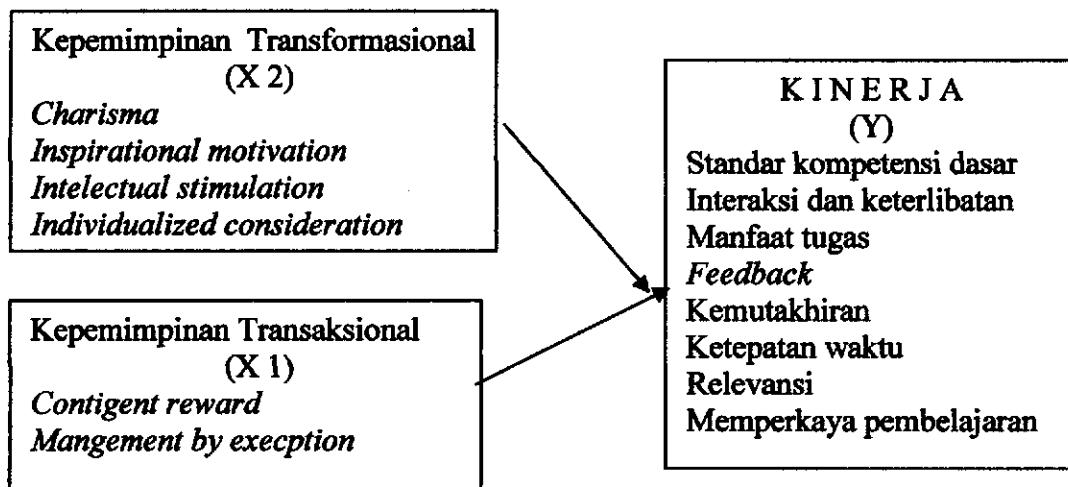 Kepemimpinan Transformasional
(X 2)
Charisma
Inspirational motivation
Intelectual stimulation
Individualized consideration
Kepemimpinan Transaksional
(X 1)
Contigent reward
Mangement by execption
K I N E R J A
(Y)
Standar kompetensi dasar
Interaksi dan keterlibatan
Manfaat tugas
Feedback
Kemutakhiran
Ketepatan waktu
Relevansi
Memperkaya pembelajaran